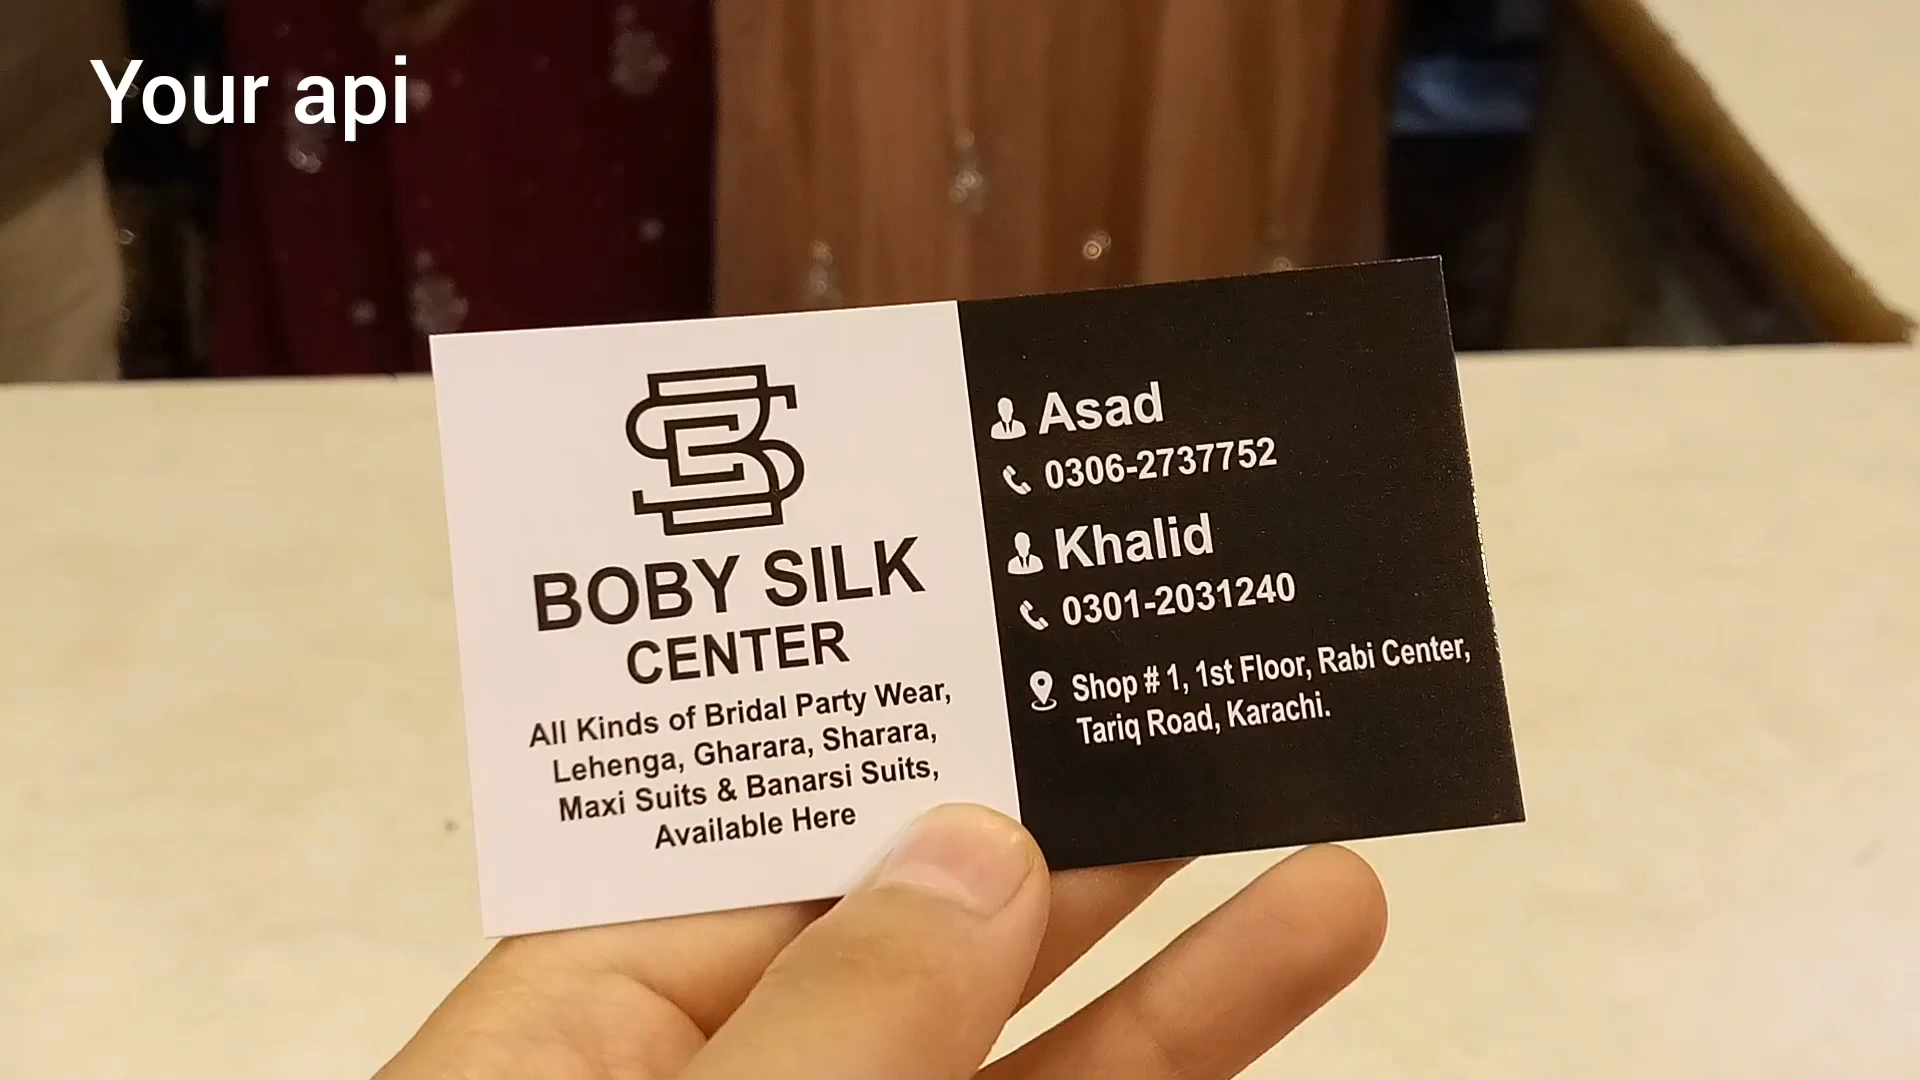 Your api
BOBY SILK
CENTER
All Kinds of Bridal Party Wear,
Lehenga, Gharara, Sharara,
Maxi Suits & Banarsi Suits,
Available Here
Asad
0306-2737752
Khalid
0301-2031240
Shop # 1, 1st Floor, Rabi Center,
Tariq Road, Karachi.